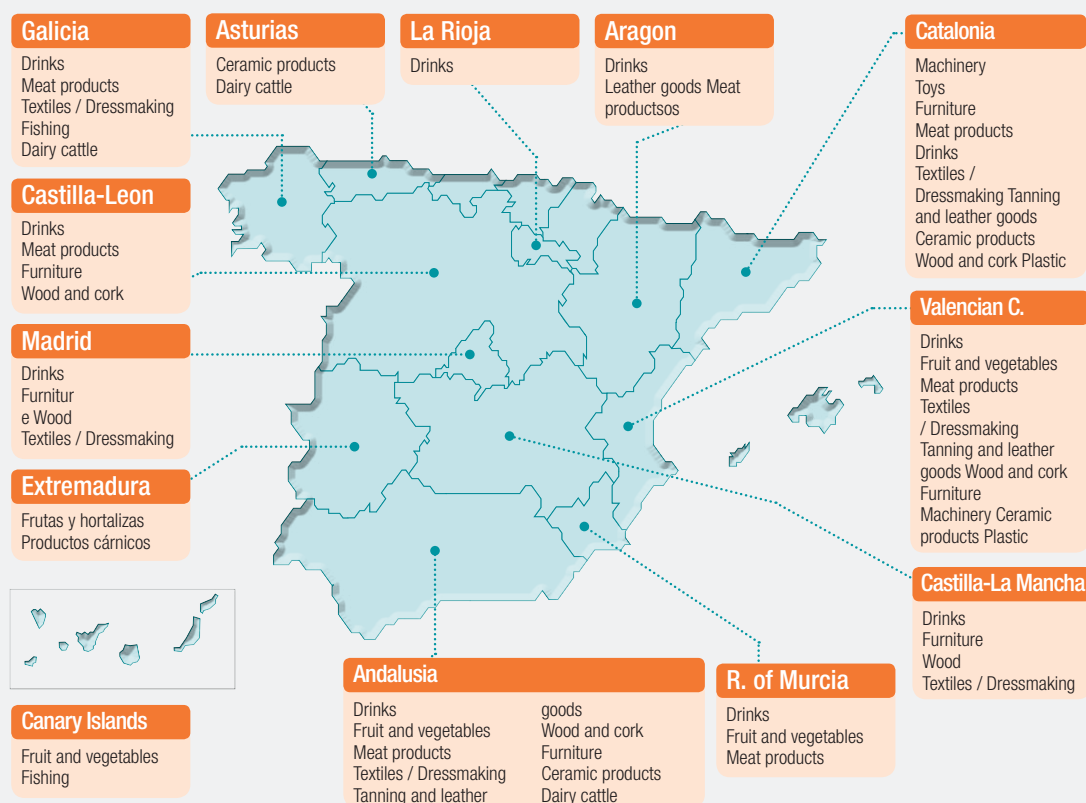 Galicia
Drinks
Meat products
Textiles / Dressmaking
Fishing
Dairy cattle
Asturias
Ceramic products
Dairy cattle
La Rioja
Drinks
Aragon
Drinks
Leather goods Meat
productsos
Catalonia
Machinery
Toys
Furniture
Meat products
Drinks
Textiles /
Dressmaking Tanning
and leather goods
Ceramic products
Wood and cork Plastic
Castilla-Leon
Drinks
Meat products
Furniture
Wood and cork
Madrid
Drinks
Furnitur
e Wood
Textiles / Dressmaking
Extremadura
Frutas y hortalizas
Productos cárnicos
Valencian C.
Drinks
Fruit and vegetables
Meat products
Textiles
/ Dressmaking
Tanning and leather
goods Wood and cork
Furniture
Machinery Ceramic
products Plastic
Castilla-La Mancha
Drinks
Furniture
Wood
Textiles / Dressmaking
Canary Islands
Fruit and vegetables
Fishing
Andalusia
Drinks
Fruit and vegetables
Meat products
Textiles / Dressmaking
Tanning and leather
goods
Wood and cork
Furniture
Ceramic products
Dairy cattle
R. of Murcia
Drinks
Fruit and vegetables
Meat products